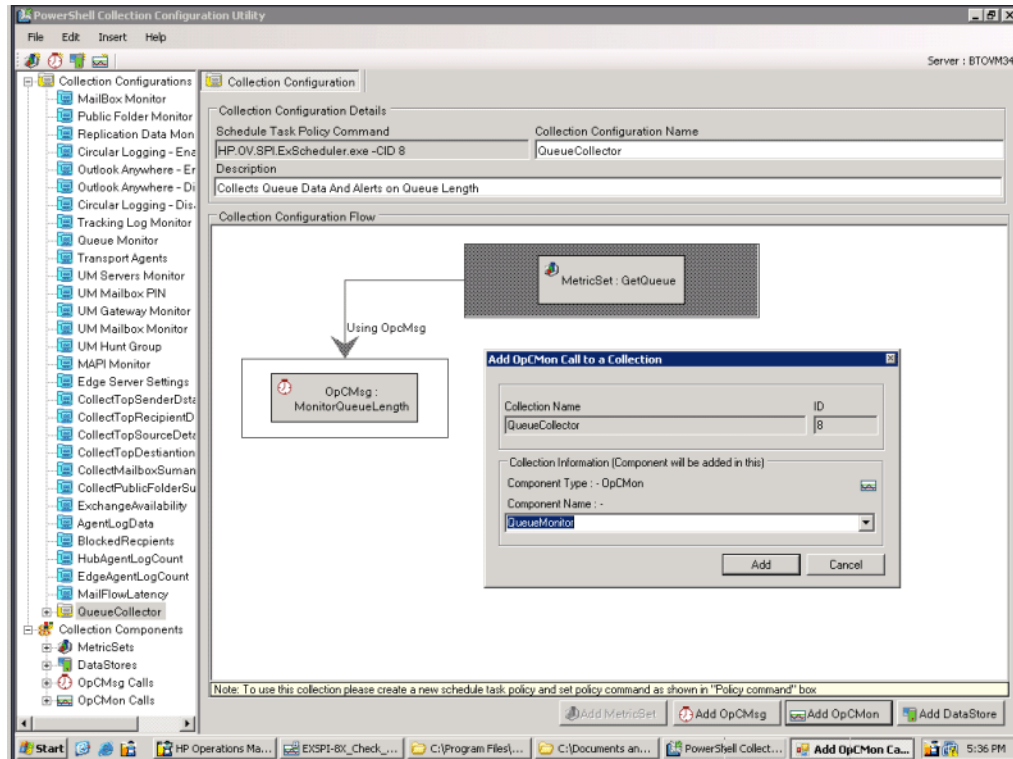 PowerShell Collection Configuration Utility
File Edit Insert Help
Server : BTOVM34
Collection Configurations
MailBox Monitor
Public Folder Monitor
Replication Data Mon
Circular Logging - Ena
Outlook Anywhere - Er
Outlook Anywhere - Di
Circular Logging - Dis
Tracking Log Monitor
Queue Monitor
Transport Agents
UM Servers Monitor
UM Mailbox PIN
UM Gateway Monitor
UM Mailbox Monitor
UM Hunt Group
MAPI Monitor
Edge Server Settings
CollectTopSenderDsta
CollectTopRecipientD
CollectTopSourceDeta
CollectTopDestiantion
CollectMailboxSuman
CollectPublicFolderSu
ExchangeAvailability
AgentLogData
BlockedRecpients
HubAgentLogCount
EdgeAgentLogCount
MailFlowLatency
QueueCollector
Collection Components
MetricSets
DataStores
OpCMsg Calls
OpCMon Calls
Collection Configuration
Collection Configuration Details
Schedule Task Policy Command Collection Configuration Name
HP.OV.SPI.ExScheduler.exe -CID 8 QueueCollector
Description
Collects Queue Data And Alerts on Queue Length
Collection Configuration Flow
MetricSet : GetQueue
Using OpcMsg
OpCMsg :
MonitorQueueLength
Add OpCMon Call to a Collection
Collection Name ID
QueueCollector 8
Collection Information (Component will be added in this)
Component Type : - OpCMon
Component Name : -
QueueMonitor
Add Cancel
Note: To use this collection please create a new schedule task policy and set policy command as shown in "Policy command" box
Add MetricSet Add OpCMsg Add OpCMon Add DataStore
Start HP Operations Ma... EXSPI-8X_Check_... C:\Program Files\... C:\Documents an... PowerShell Collect... Add OpCMon Ca... 5:36 PM